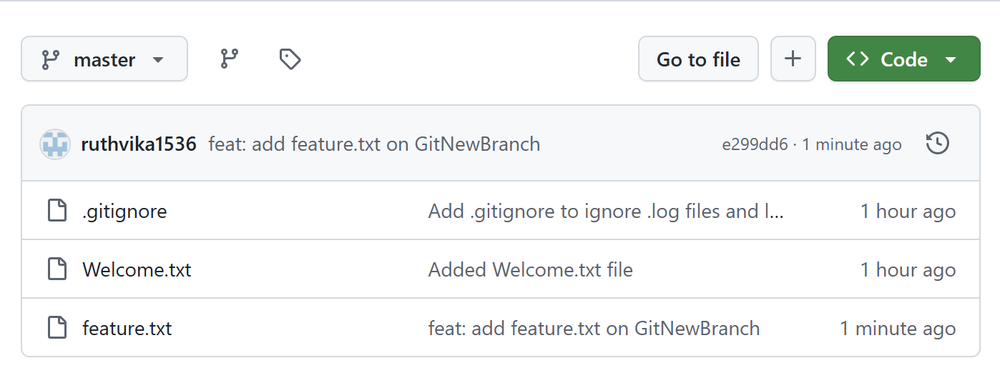 master Go to file Code
ruthvika1536 feat: add feature.txt on GitNewBranch e299dd6 · 1 minute ago
.gitignore Add .gitignore to ignore .log files and l... 1 hour ago
Welcome.txt Added Welcome.txt file 1 hour ago
feature.txt feat: add feature.txt on GitNewBranch 1 minute ago